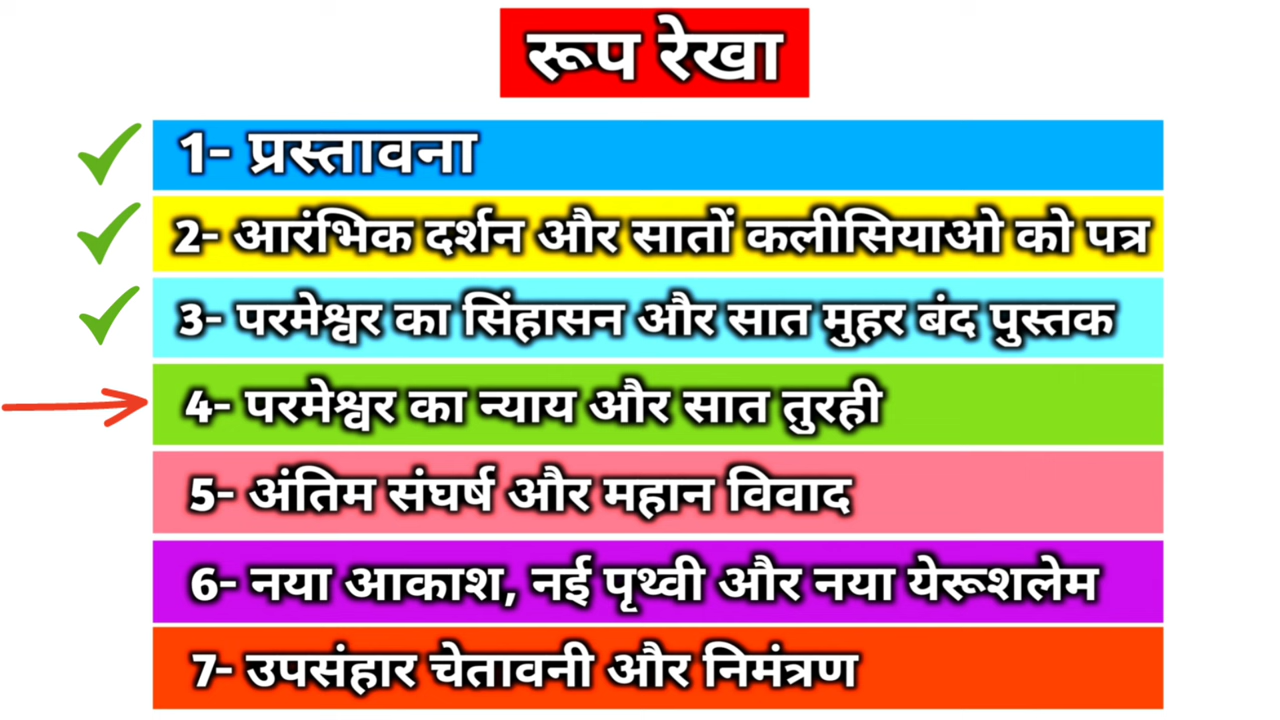 रूप रेखा
1- प्रस्तावना
2- आरंभिक दर्शन और सातों कलीसियाओ को पत्र
3- परमेश्वर का सिंहासन और सात मुहर बंद पुस्तक
4- परमेश्वर का न्याय और सात तुरही
5- अंतिम संघर्ष और महान विवाद
6- नया आकाश, नई पृथ्वी और नया येरूशलेम
7- उपसंहार चेतावनी और निमंत्रण